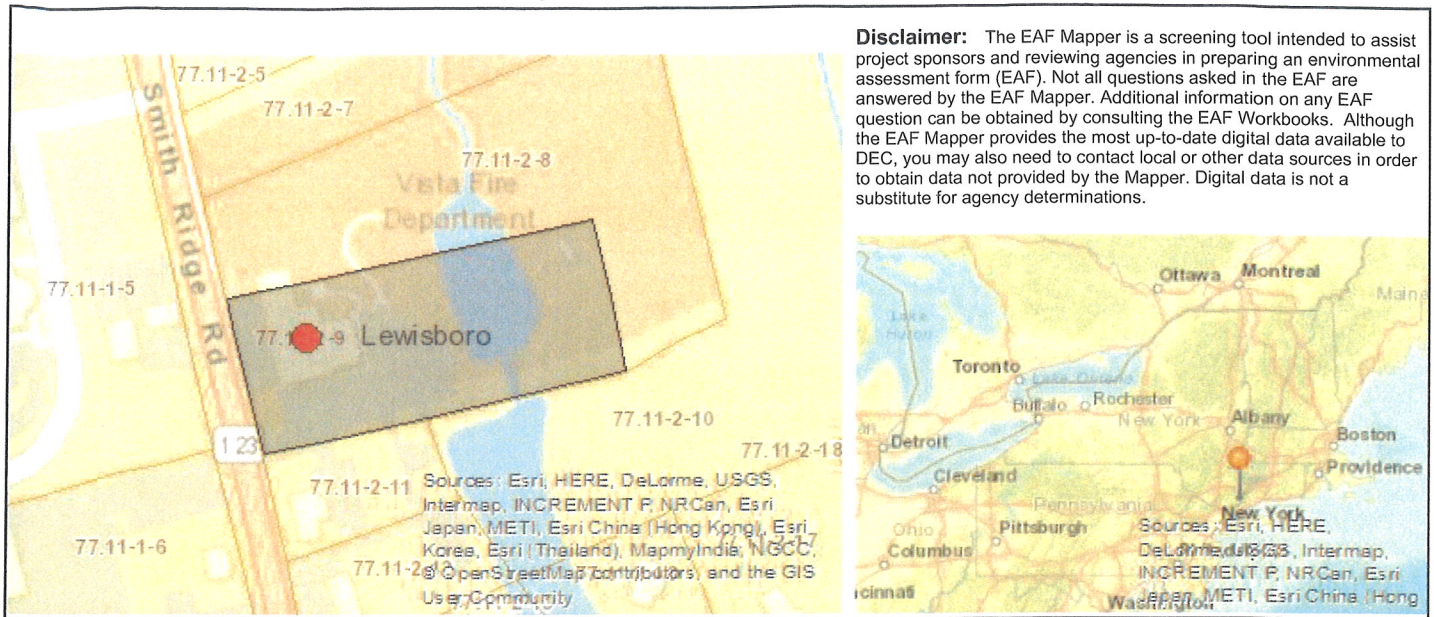 Disclaimer: The EAF Mapper is a screening tool intended to assist
project sponsors and reviewing agencies in preparing an environmental
assessment form (EAF). Not all questions asked in the EAF are
answered by the EAF Mapper. Additional information on any EAF
question can be obtained by consulting the EAF Workbooks. Although
the EAF Mapper provides the most up-to-date digital data available to
DEC, you may also need to contact local or other data sources in order
to obtain data not provided by the Mapper. Digital data is not a
substitute for agency determinations.
77.11-2-5
77.11-2-7
Smith Ridge Rd
77.11-2-8
Vista Fire
Department
77.11-1-5
-9
Lewisboro
77.11-2-10
123
77.11-2-18
77.11-2-11
77.11-1-6
Sources: Esri, HERE, DeLorme, USGS,
Intermap, INCREMENT P, NRCan, Esri
Japan, METI, Esri China (Hong Kong), Esri
Korea, Esri (Thailand), MapmyIndia, NGCC,
© OpenStreetMap contributors, and the GIS
User Community
Ottawa
Montreal
Maine
Lake
Huron
Toronto
Lake Ontario
Buffalo
Rochester
New York
Albany
Boston
Detroit
Providence
Cleveland
Pennsylvania
New York
Ohio
Pittsburgh
Columbus
cinnati
Washington
Sources: Esri, HERE,
DeLorme, USGS, Intermap,
INCREMENT P, NRCan, Esri
Japan, METI, Esri China (Hong